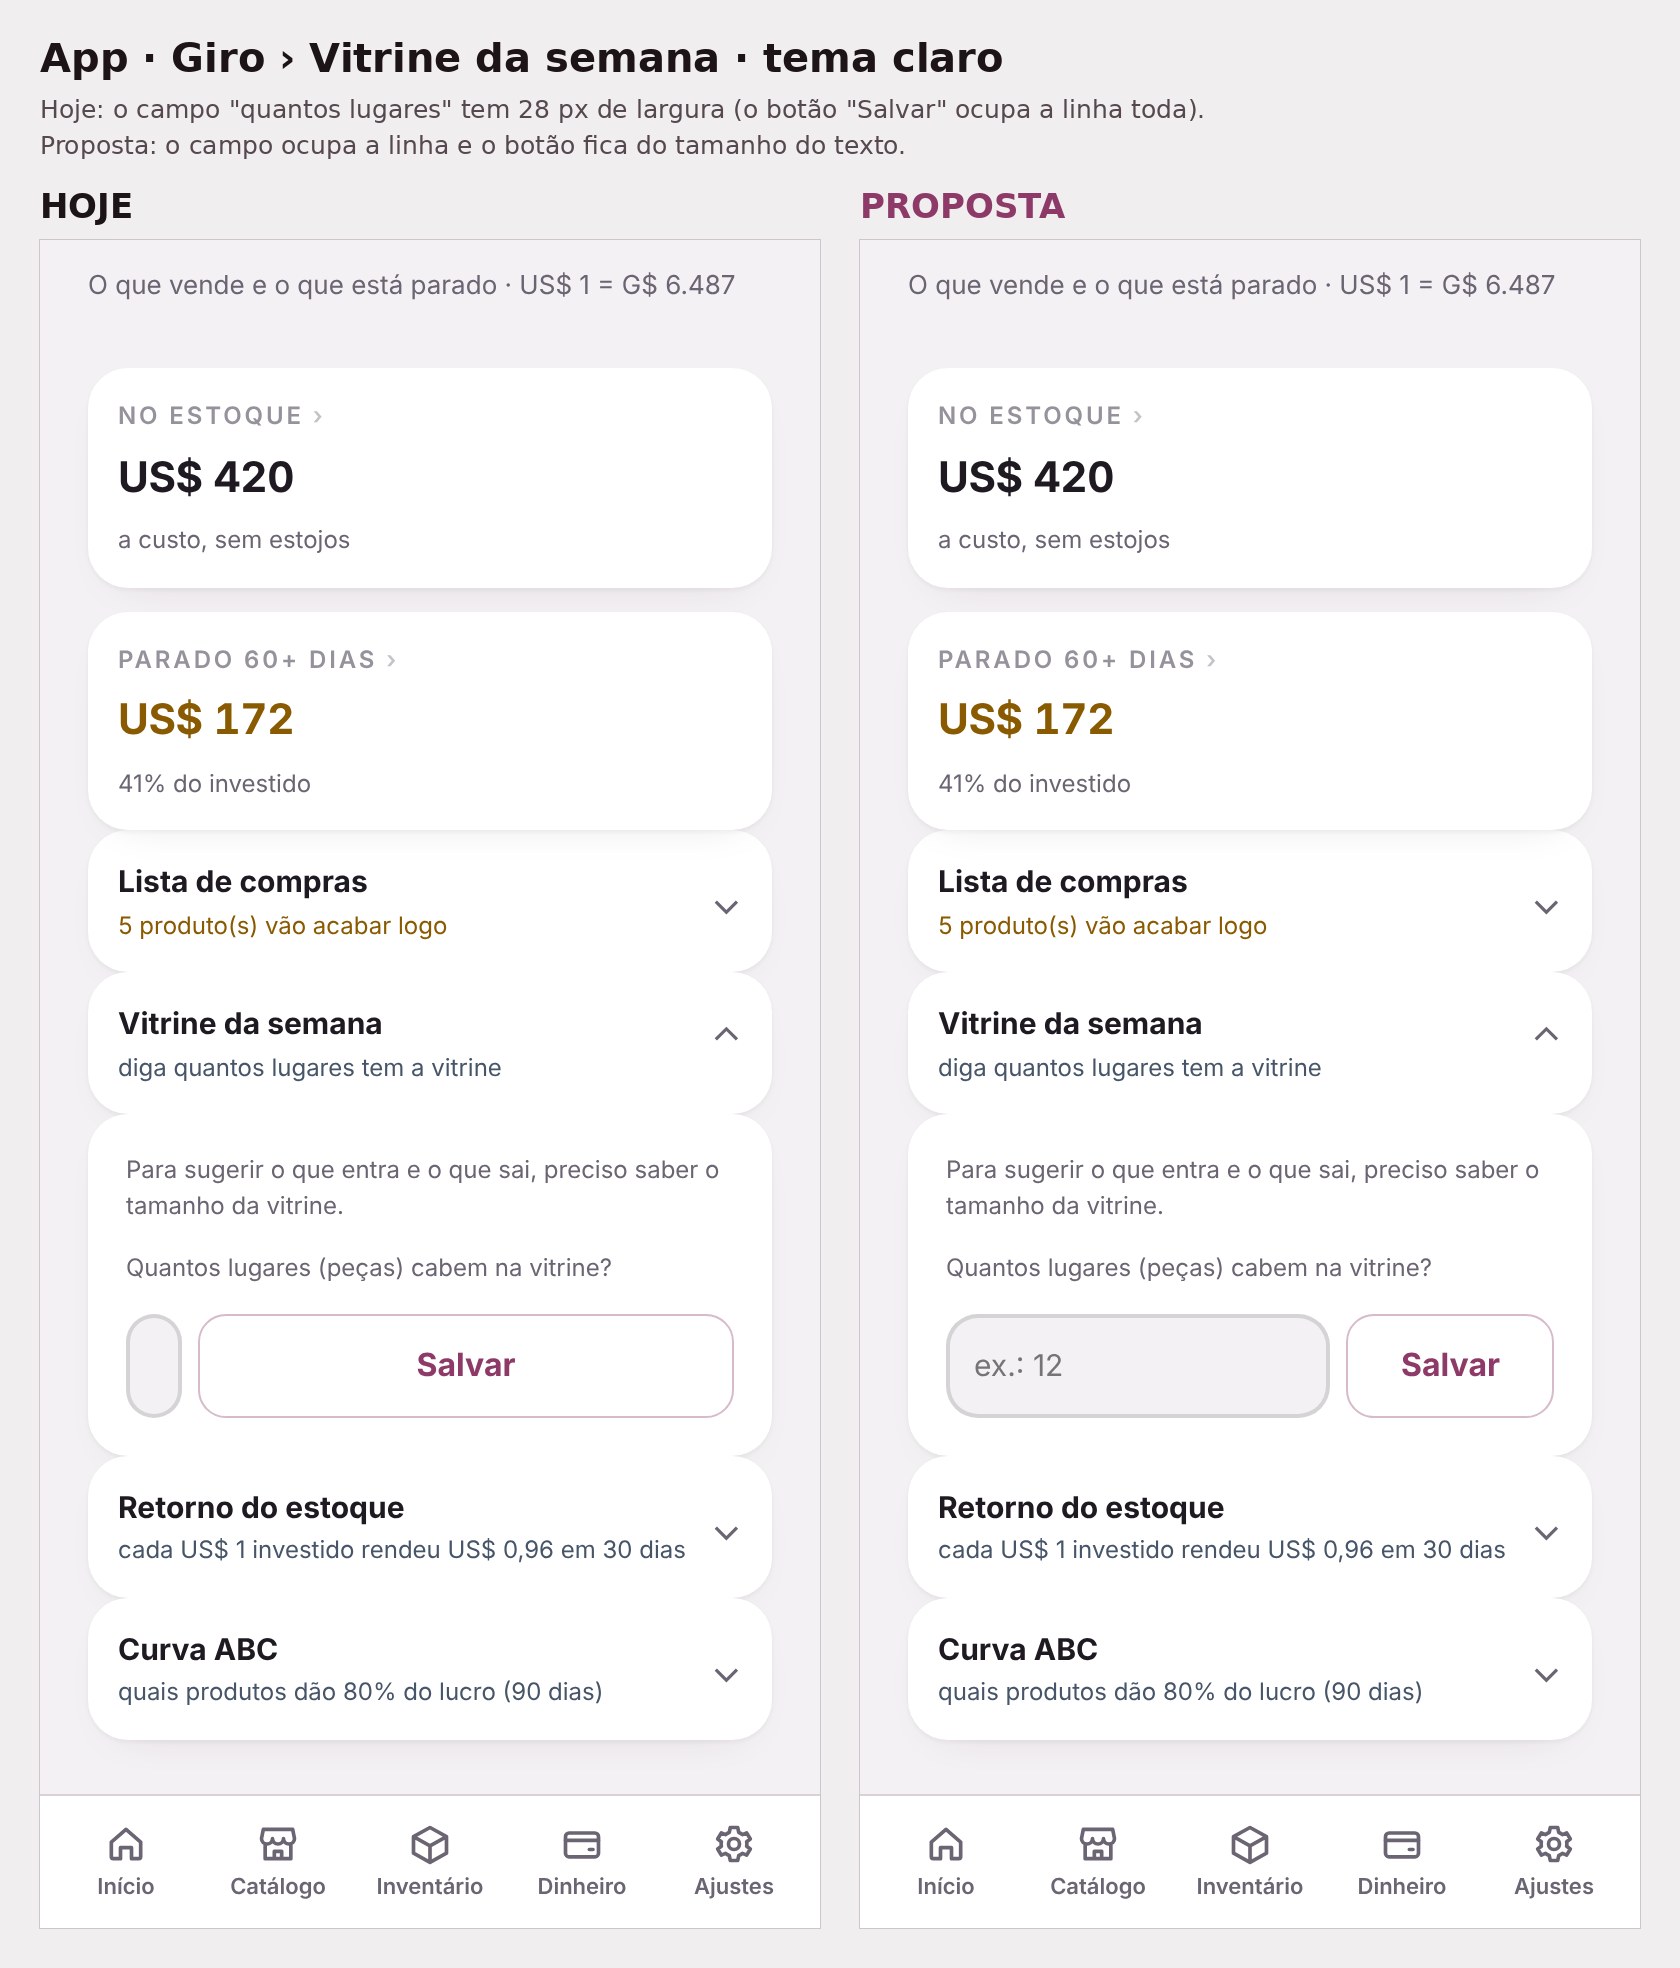 App · Giro › Vitrine da semana · tema claro
Hoje: o campo "quantos lugares" tem 28 px de largura (o botão "Salvar" ocupa a linha toda).
Proposta: o campo ocupa a linha e o botão fica do tamanho do texto.
HOJE
O que vende e o que está parado · US$ 1 = G$ 6.487
NO ESTOQUE ›
US$ 420
a custo, sem estojos
PARADO 60+ DIAS ›
US$ 172
41% do investido
Lista de compras
5 produto(s) vão acabar logo
Vitrine da semana
diga quantos lugares tem a vitrine
Para sugerir o que entra e o que sai, preciso saber o
tamanho da vitrine.
Quantos lugares (peças) cabem na vitrine?
Salvar
Retorno do estoque
cada US$ 1 investido rendeu US$ 0,96 em 30 dias
Curva ABC
quais produtos dão 80% do lucro (90 dias)
Início Catálogo Inventário Dinheiro Ajustes
PROPOSTA
O que vende e o que está parado · US$ 1 = G$ 6.487
NO ESTOQUE ›
US$ 420
a custo, sem estojos
PARADO 60+ DIAS ›
US$ 172
41% do investido
Lista de compras
5 produto(s) vão acabar logo
Vitrine da semana
diga quantos lugares tem a vitrine
Para sugerir o que entra e o que sai, preciso saber o
tamanho da vitrine.
Quantos lugares (peças) cabem na vitrine?
ex.: 12 Salvar
Retorno do estoque
cada US$ 1 investido rendeu US$ 0,96 em 30 dias
Curva ABC
quais produtos dão 80% do lucro (90 dias)
Início Catálogo Inventário Dinheiro Ajustes